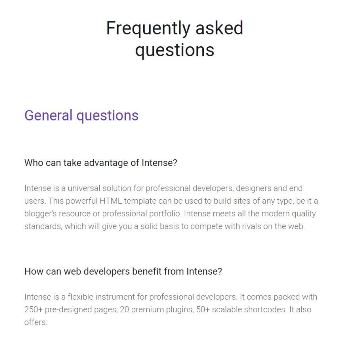 Frequently asked
questions
General questions
Who can take advantage of Intense?
Intense is a universal solution for professional developers, designers and end
users. This powerful HTML template can be used to build sites of any type, be it a
blogger's resource or professional portfolio. Intense meets all the modern quality
standards, which will give you a solid basis to compete with rivals on the web.
How can web developers benefit from Intense?
Intense is a flexible instrument for professional developers. It comes packed with
250+ pre-designed pages, 20 premium plugins, 50+ scalable shortcodes. It also
offers: